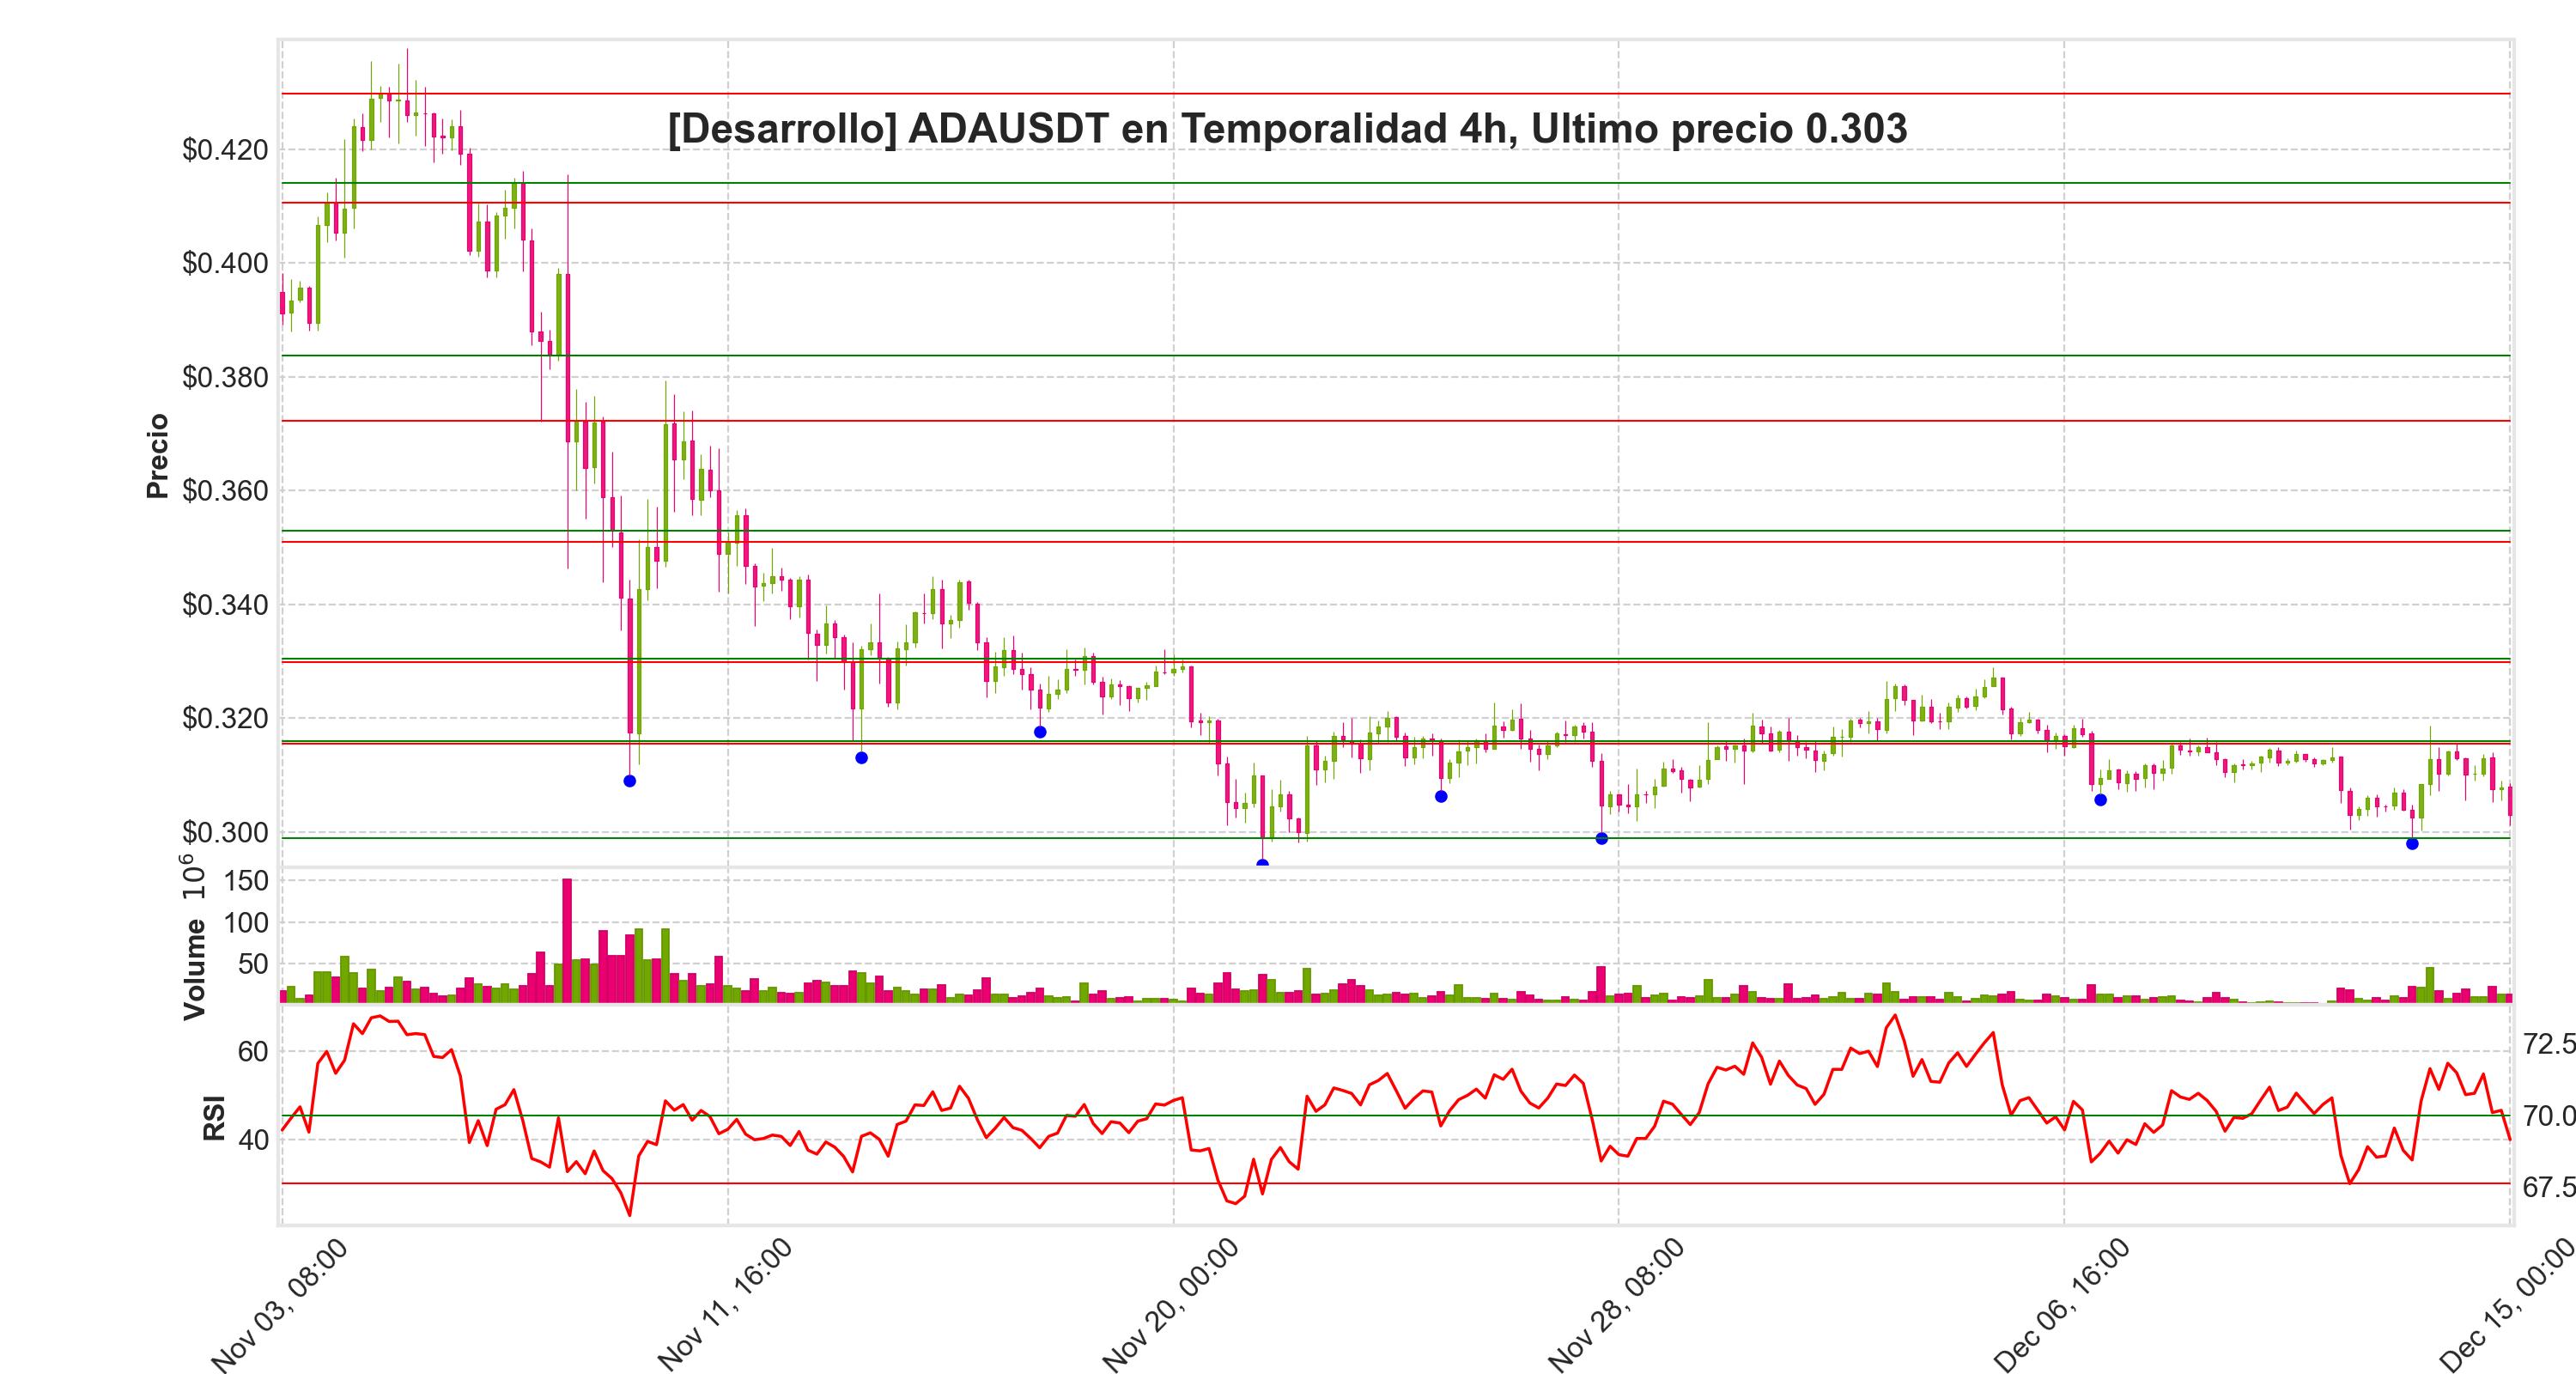 [Desarrollo] ADAUSDT en Temporalidad 4h, Ultimo precio 0.303
Precio
$0.420
$0.400
$0.380
$0.360
$0.340
$0.320
$0.300
Volume 10⁶
150
100
50
RSI
60
40
72.5
70.0
67.5
Nov 03, 08:00
Nov 11, 16:00
Nov 20, 00:00
Nov 28, 08:00
Dec 06, 16:00
Dec 15, 00:00